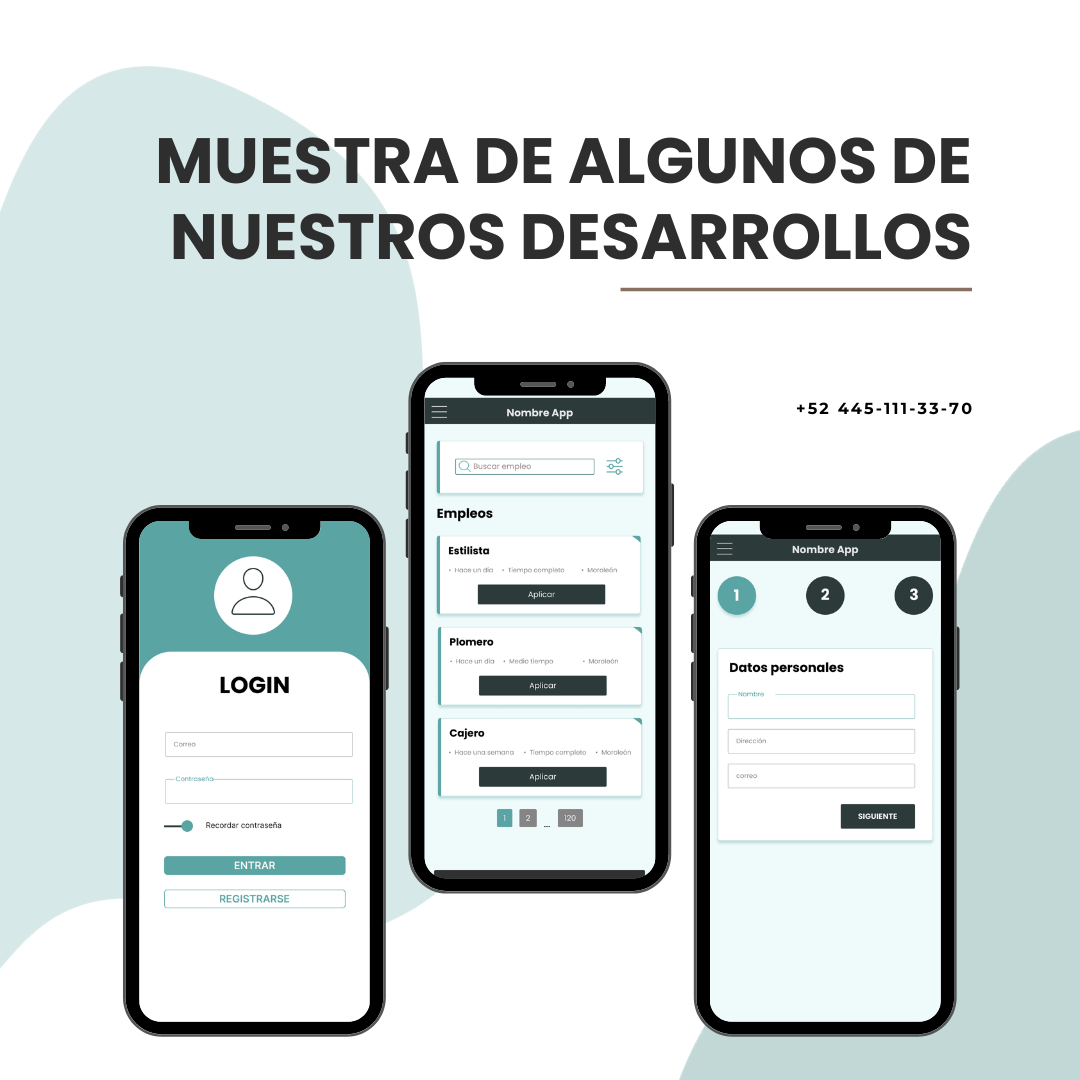 MUESTRA DE ALGUNOS DE
NUESTROS DESARROLLOS
+52 445-111-33-70
LOGIN
Correo
Contraseña
Recordar contraseña
ENTRAR
REGISTRARSE
Nombre App
Buscar empleo
Empleos
Estilista
• Hace un día • Tiempo completo • Moroleón
Aplicar
Plomero
• Hace un día • Medio tiempo • Moroleón
Aplicar
Cajero
• Hace una semana • Tiempo completo • Moroleón
Aplicar
1 2 ... 120
Nombre App
1 2 3
Datos personales
Nombre
Dirección
correo
SIGUIENTE